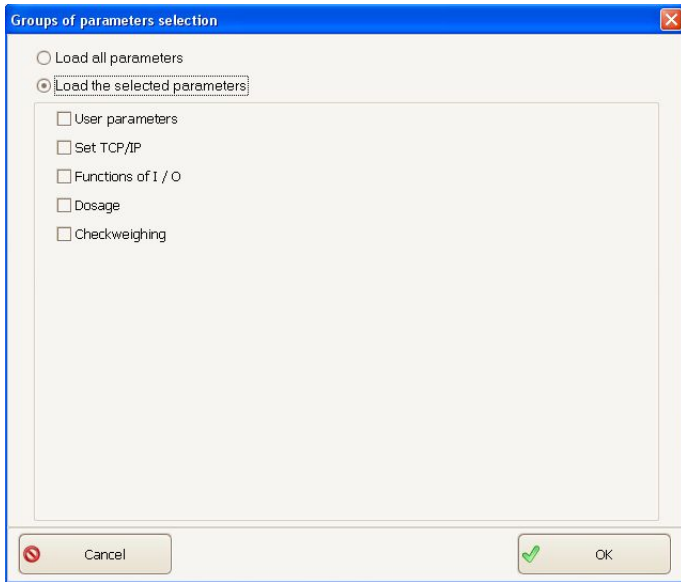 Groups of parameters selection
Load all parameters
Load the selected parameters
User parameters
Set TCP/IP
Functions of I / O
Dosage
Checkweighing
Cancel
OK